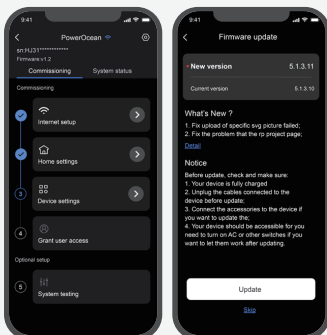 9:41
PowerOcean
sn:HJ31************
Firmware v1.2
Commissioning
System status
Commissioning
Internet setup
Home settings
3
Device settings
4
Grant user access
Optional setup
5
System testing
9:41
Firmware update
New version 5.1.3.11
Current version 5.1.3.10
What's New ?
1. Fix upload of specific svg picture failed;
2. Fix the problem that the rp project page;
Detail
Notice
Before update, check and make sure:
1. Your device is fully charged
2. Unplug the cables connected to the
device before update;
3. Connect the accessories to the device if
you want to update the;
4. Your device should be accessible for you
need to turn on AC or other switches if you
want to let them work after updating.
Update
Skip